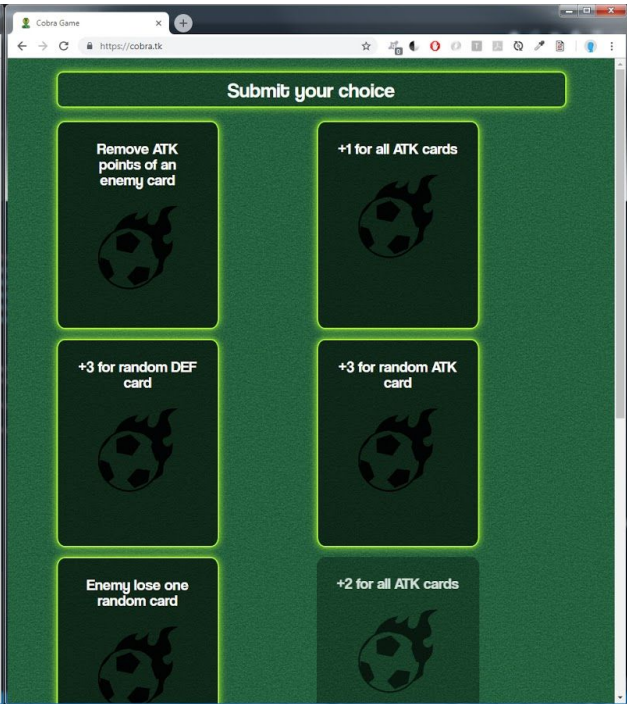 Cobra Game
https://cobra.tk
Submit your choice
Remove ATK
points of an
enemy card
+1 for all ATK cards
+3 for random DEF
card
+3 for random ATK
card
Enemy lose one
random card
+2 for all ATK cards